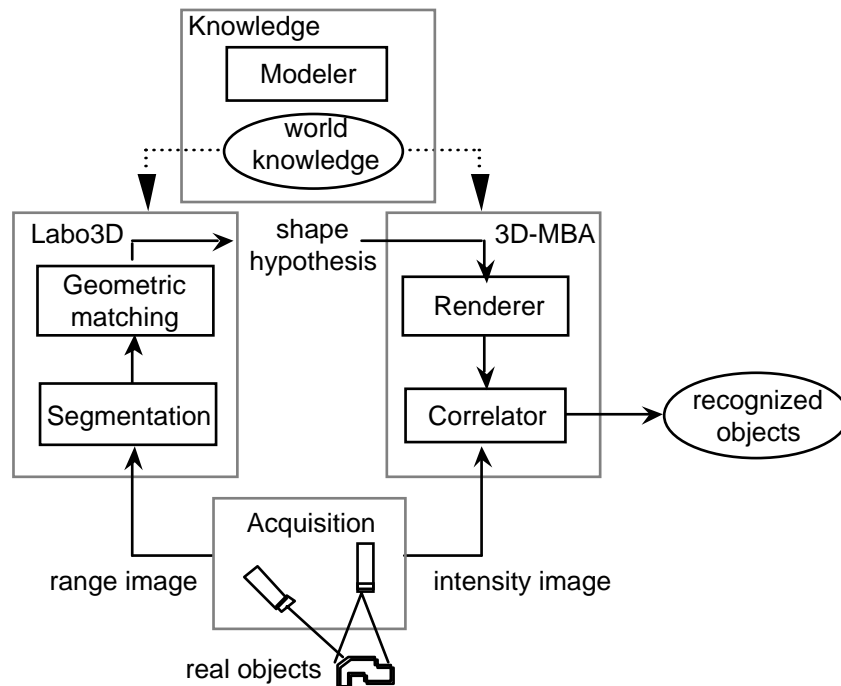 Knowledge
Modeler
world
knowledge
Labo3D
shape
hypothesis
3D-MBA
Geometric
matching
Renderer
Segmentation
Correlator
recognized
objects
Acquisition
range image
intensity image
real objects